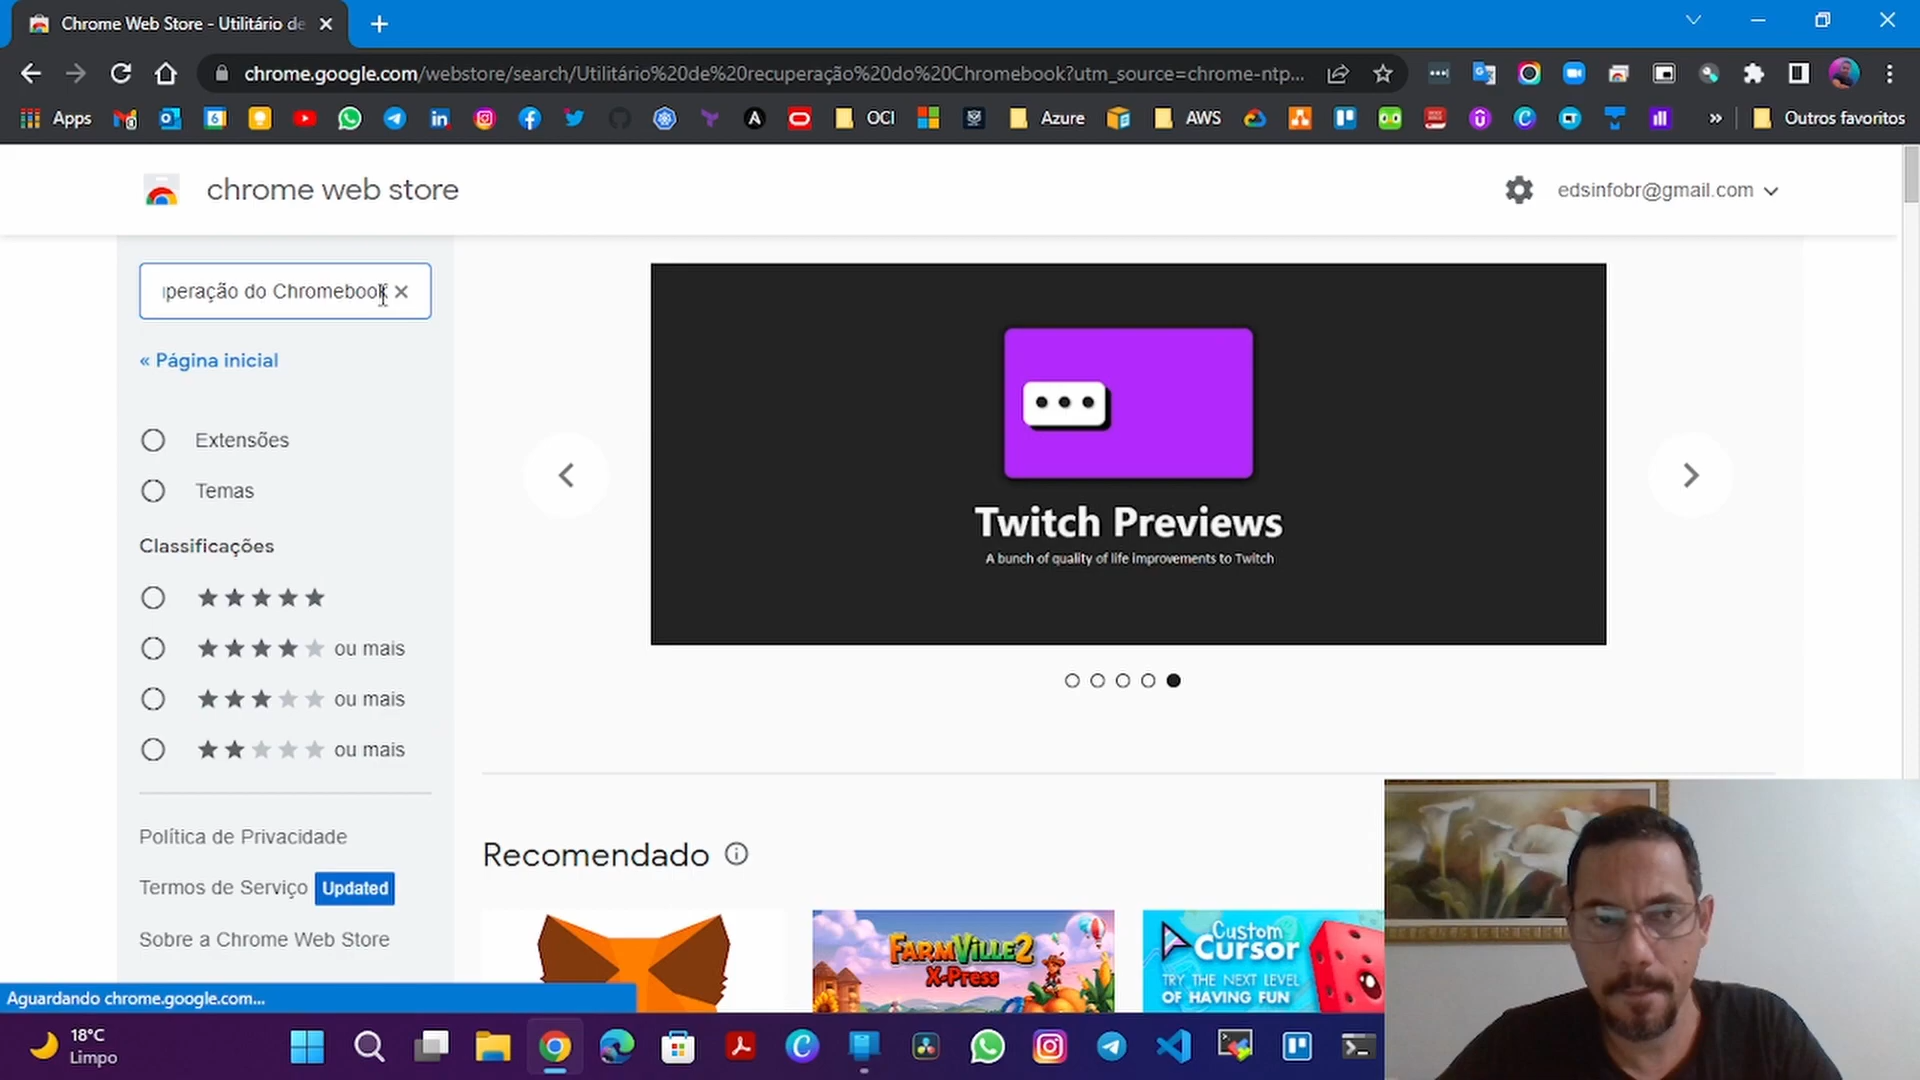 Chrome Web Store - Utilitário de
chrome.google.com/webstore/search/Utilitário%20de%20recuperação%20do%20Chromebook?utm_source=chrome-ntp...
Apps
6
OCI
Azure
AWS
»
Outros favoritos
chrome web store
edsinfobr@gmail.com
peração do Chromebook
« Página inicial
Extensões
Temas
Classificações
ou mais
ou mais
ou mais
Política de Privacidade
Termos de Serviço Updated
Sobre a Chrome Web Store
Twitch Previews
A bunch of quality of life improvements to Twitch
Recomendado
FARMVILLE2
X-PRESS
Custom
Cursor
TRY THE NEXT LEVEL
OF HAVING FUN
Aguardando chrome.google.com...
18°C
Limpo